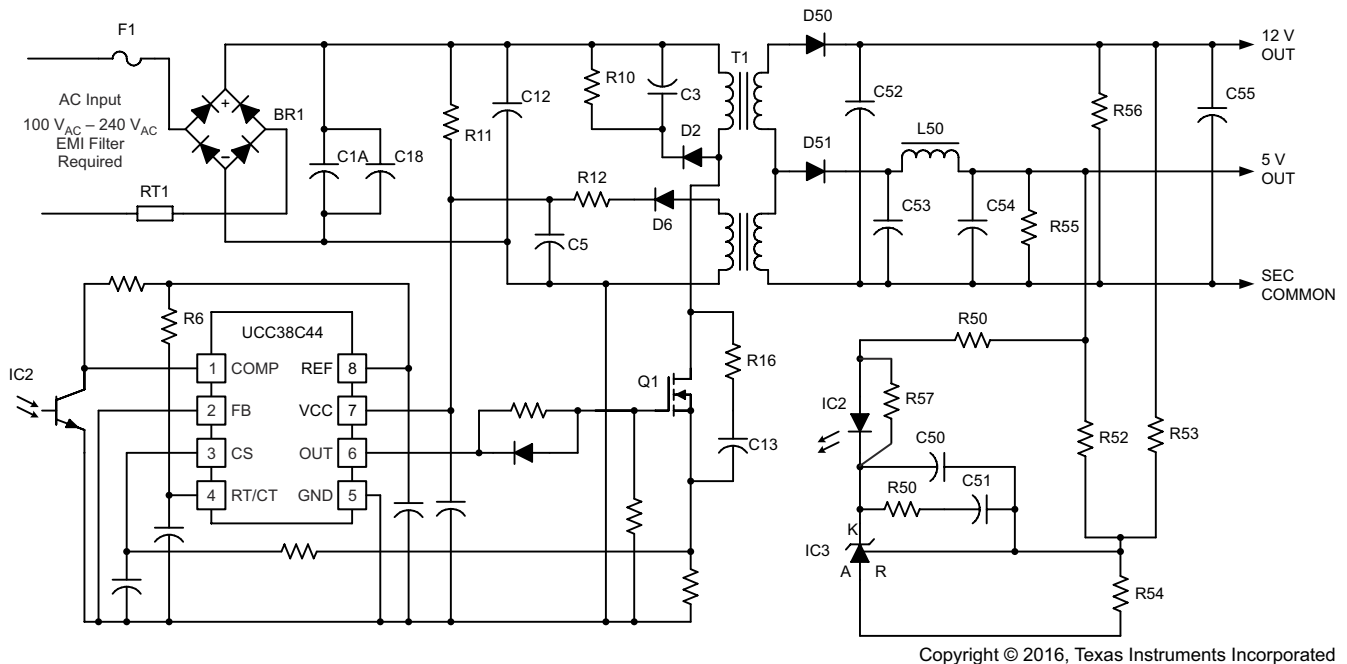 F1
D50
12 V
OUT
T1
AC Input
100 VAC – 240 VAC
EMI Filter
Required
BR1
R10
C3
C12
C52
R56
C55
R11
D2
L50
C1A
C18
D51
5 V
OUT
RT1
R12
D6
C5
C53
C54
R55
SEC
COMMON
R6
UCC38C44
R50
IC2
1 COMP
REF 8
2 FB
VCC 7
3 CS
OUT 6
4 RT/CT
GND 5
Q1
R16
C13
IC2
R57
R52
R53
C50
R50
C51
K
IC3
A
R
R54
Copyright © 2016, Texas Instruments Incorporated